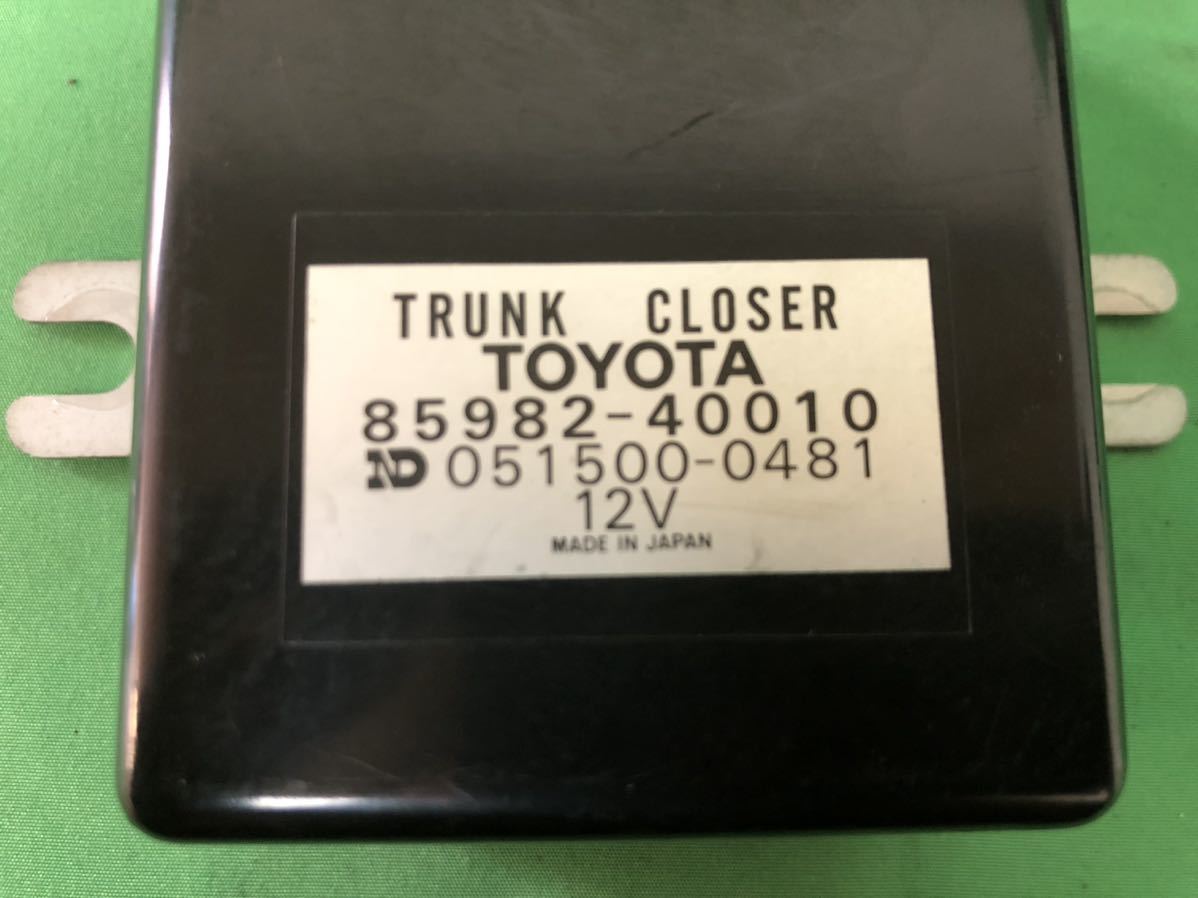 TRUNK CLOSER
TOYOTA
85982-40010
ND 051500-0481
12V
MADE IN JAPAN